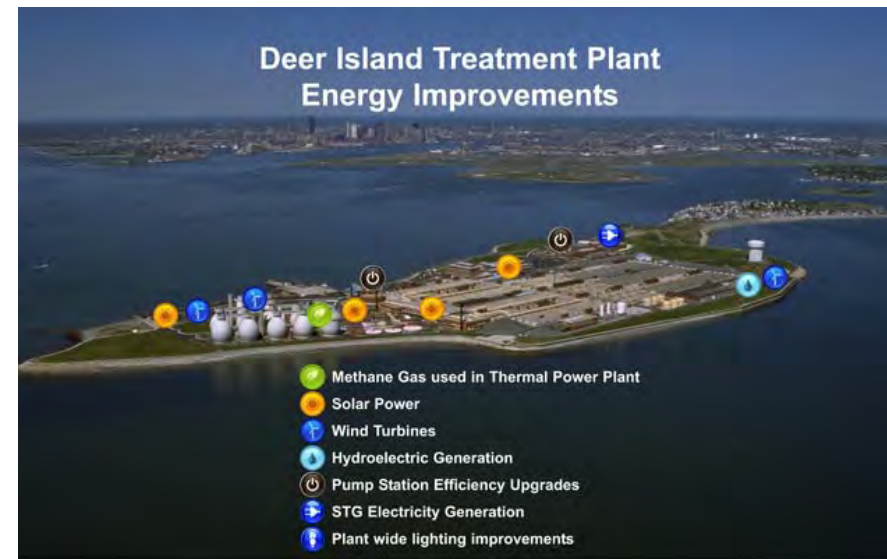 Deer Island Treatment Plant
Energy Improvements
Methane Gas used in Thermal Power Plant
Solar Power
Wind Turbines
Hydroelectric Generation
Pump Station Efficiency Upgrades
STG Electricity Generation
Plant wide lighting improvements